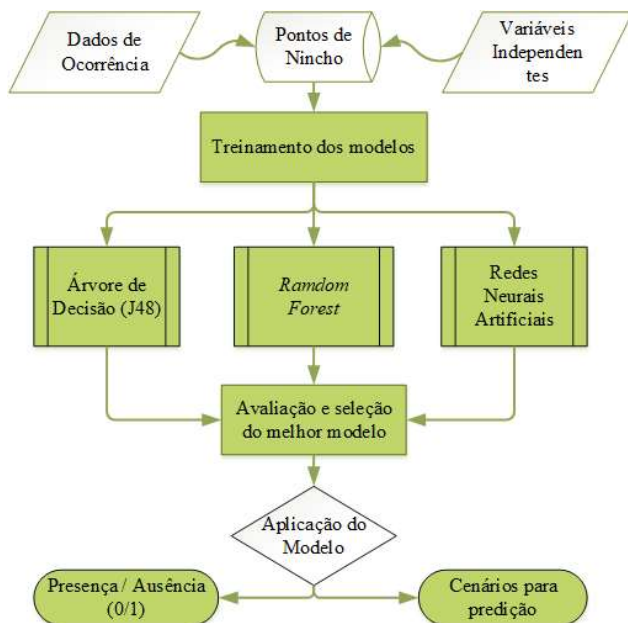 Dados de
Ocorrência
Pontos de
Nincho
Variáveis
Independen
tes
Treinamento dos modelos
Árvore de
Decisão (J48)
Ramdom
Forest
Redes
Neurais
Artificiais
Avaliação e seleção
do melhor modelo
Aplicação do
Modelo
Presença / Ausência
(0/1)
Cenários para
predição